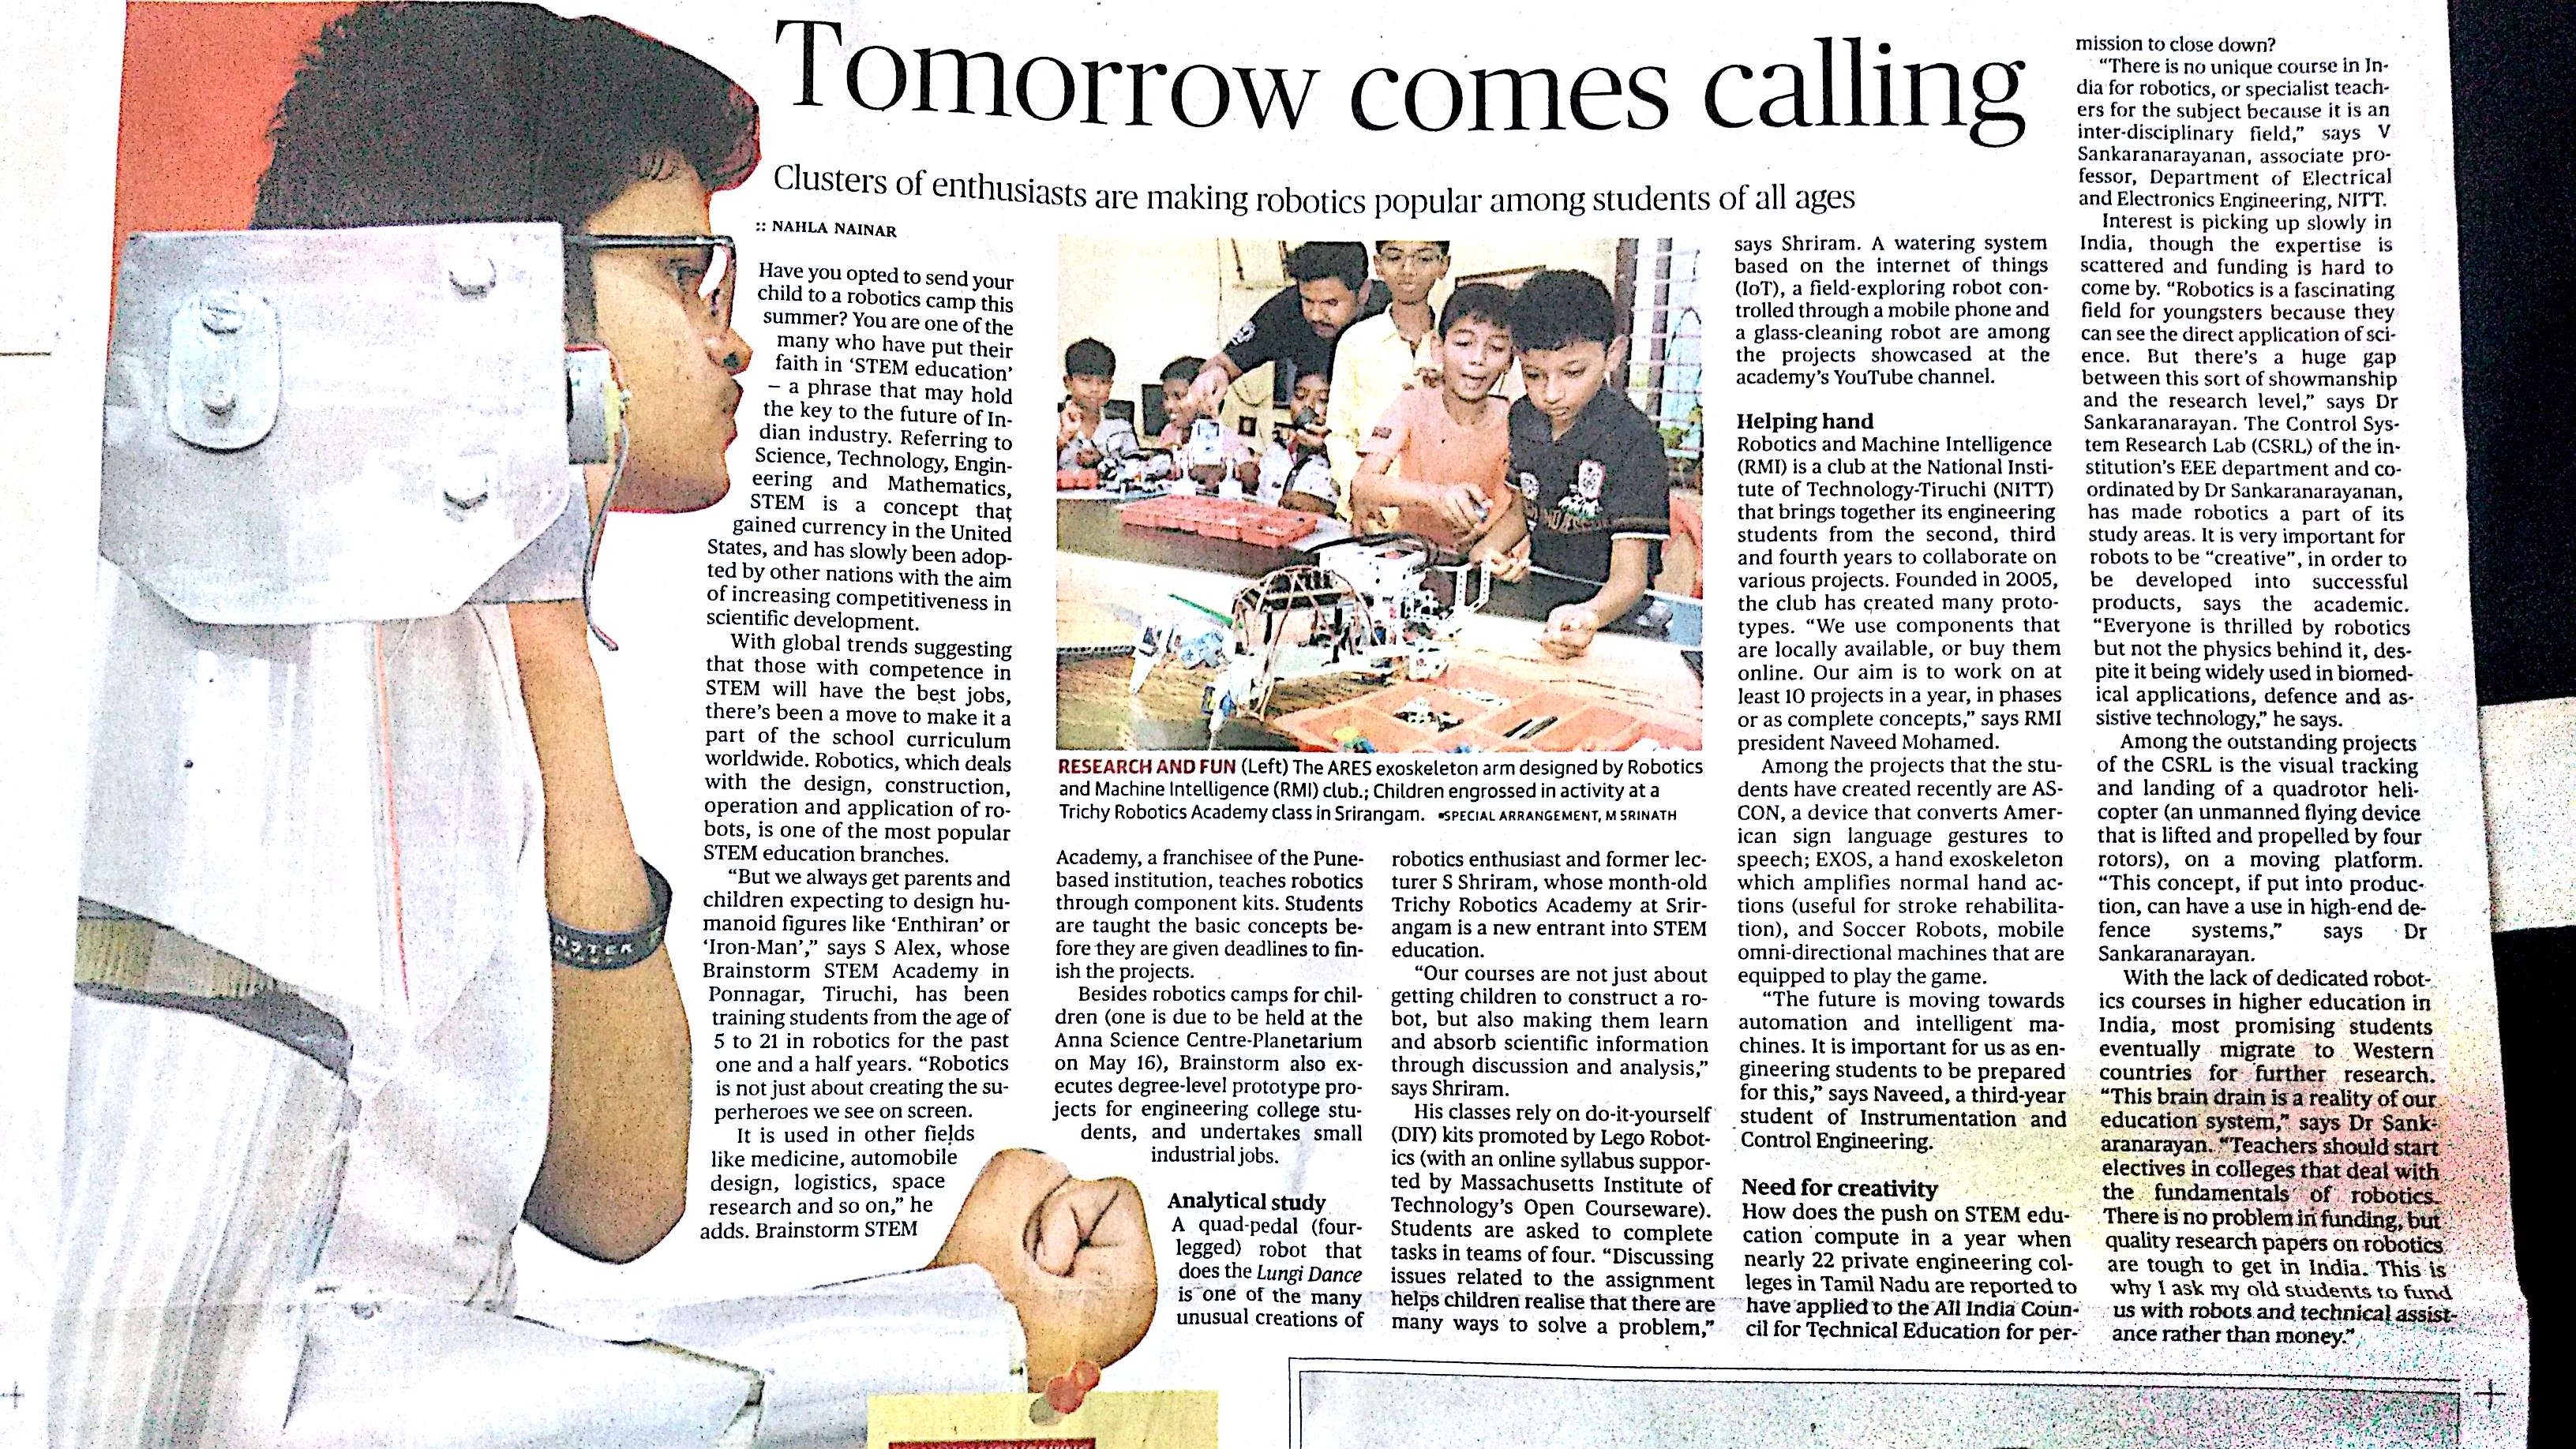 Tomorrow comes calling
Clusters of enthusiasts are making robotics popular among students of all ages
:: NAHLA NAINAR
Have you opted to send your
child to a robotics camp this
summer? You are one of the
many who have put their
faith in ‘STEM education’
– a phrase that may hold
the key to the future of In-
dian industry. Referring to
Science, Technology, Engin-
eering and Mathematics,
STEM is a concept that
gained currency in the United
States, and has slowly been adop-
ted by other nations with the aim
of increasing competitiveness in
scientific development.
With global trends suggesting
that those with competence in
STEM will have the best jobs,
there’s been a move to make it a
part of the school curriculum
worldwide. Robotics, which deals
with the design, construction,
operation and application of ro-
bots, is one of the most popular
STEM education branches.
“But we always get parents and
children expecting to design hu-
manoid figures like ‘Enthiran’ or
‘Iron-Man’,” says S Alex, whose
Brainstorm STEM Academy in
Ponnagar, Tiruchi, has been
training students from the age of
5 to 21 in robotics for the past
one and a half years. “Robotics
is not just about creating the su-
perheroes we see on screen.
It is used in other fields
like medicine, automobile
design, logistics, space
research and so on,” he
adds. Brainstorm STEM
RESEARCH AND FUN (Left) The ARES exoskeleton arm designed by Robotics
and Machine Intelligence (RMI) club.; Children engrossed in activity at a
Trichy Robotics Academy class in Srirangam. ▪SPECIAL ARRANGEMENT, M SRINATH
Academy, a franchisee of the Pune-
based institution, teaches robotics
through component kits. Students
are taught the basic concepts be-
fore they are given deadlines to fin-
ish the projects.
Besides robotics camps for chil-
dren (one is due to be held at the
Anna Science Centre-Planetarium
on May 16), Brainstorm also ex-
ecutes degree-level prototype pro-
jects for engineering college stu-
dents, and undertakes small
industrial jobs.
Analytical study
A quad-pedal (four-
legged) robot that
does the Lungi Dance
is one of the many
unusual creations of
robotics enthusiast and former lec-
turer S Shriram, whose month-old
Trichy Robotics Academy at Srir-
angam is a new entrant into STEM
education.
“Our courses are not just about
getting children to construct a ro-
bot, but also making them learn
and absorb scientific information
through discussion and analysis,”
says Shriram.
His classes rely on do-it-yourself
(DIY) kits promoted by Lego Robot-
ics (with an online syllabus suppor-
ted by Massachusetts Institute of
Technology’s Open Courseware).
Students are asked to complete
tasks in teams of four. “Discussing
issues related to the assignment
helps children realise that there are
many ways to solve a problem,”
says Shriram. A watering system
based on the internet of things
(IoT), a field-exploring robot con-
trolled through a mobile phone and
a glass-cleaning robot are among
the projects showcased at the
academy’s YouTube channel.
Helping hand
Robotics and Machine Intelligence
(RMI) is a club at the National Insti-
tute of Technology-Tiruchi (NITT)
that brings together its engineering
students from the second, third
and fourth years to collaborate on
various projects. Founded in 2005,
the club has created many proto-
types. “We use components that
are locally available, or buy them
online. Our aim is to work on at
least 10 projects in a year, in phases
or as complete concepts,” says RMI
president Naveed Mohamed.
Among the projects that the stu-
dents have created recently are AS-
CON, a device that converts Amer-
ican sign language gestures to
speech; EXOS, a hand exoskeleton
which amplifies normal hand ac-
tions (useful for stroke rehabilita-
tion), and Soccer Robots, mobile
omni-directional machines that are
equipped to play the game.
“The future is moving towards
automation and intelligent ma-
chines. It is important for us as en-
gineering students to be prepared
for this,” says Naveed, a third-year
student of Instrumentation and
Control Engineering.
Need for creativity
How does the push on STEM edu-
cation compute in a year when
nearly 22 private engineering col-
leges in Tamil Nadu are reported to
have applied to the All India Coun-
cil for Technical Education for per-
mission to close down?
“There is no unique course in In-
dia for robotics, or specialist teach-
ers for the subject because it is an
inter-disciplinary field,” says V
Sankaranarayanan, associate pro-
fessor, Department of Electrical
and Electronics Engineering, NITT.
Interest is picking up slowly in
India, though the expertise is
scattered and funding is hard to
come by. “Robotics is a fascinating
field for youngsters because they
can see the direct application of sci-
ence. But there’s a huge gap
between this sort of showmanship
and the research level,” says Dr
Sankaranarayan. The Control Sys-
tem Research Lab (CSRL) of the in-
stitution’s EEE department and co-
ordinated by Dr Sankaranarayanan,
has made robotics a part of its
study areas. It is very important for
robots to be “creative”, in order to
be developed into successful
products, says the academic.
“Everyone is thrilled by robotics
but not the physics behind it, des-
pite it being widely used in biomed-
ical applications, defence and as-
sistive technology,” he says.
Among the outstanding projects
of the CSRL is the visual tracking
and landing of a quadrotor heli-
copter (an unmanned flying device
that is lifted and propelled by four
rotors), on a moving platform.
“This concept, if put into produc-
tion, can have a use in high-end de-
fence systems,” says Dr
Sankaranarayan.
With the lack of dedicated robot-
ics courses in higher education in
India, most promising students
eventually migrate to Western
countries for further research.
“This brain drain is a reality of our
education system,” says Dr Sank-
aranarayan. “Teachers should start
electives in colleges that deal with
the fundamentals of robotics.
There is no problem in funding, but
quality research papers on robotics
are tough to get in India. This is
why I ask my old students to fund
us with robots and technical assist-
ance rather than money.”